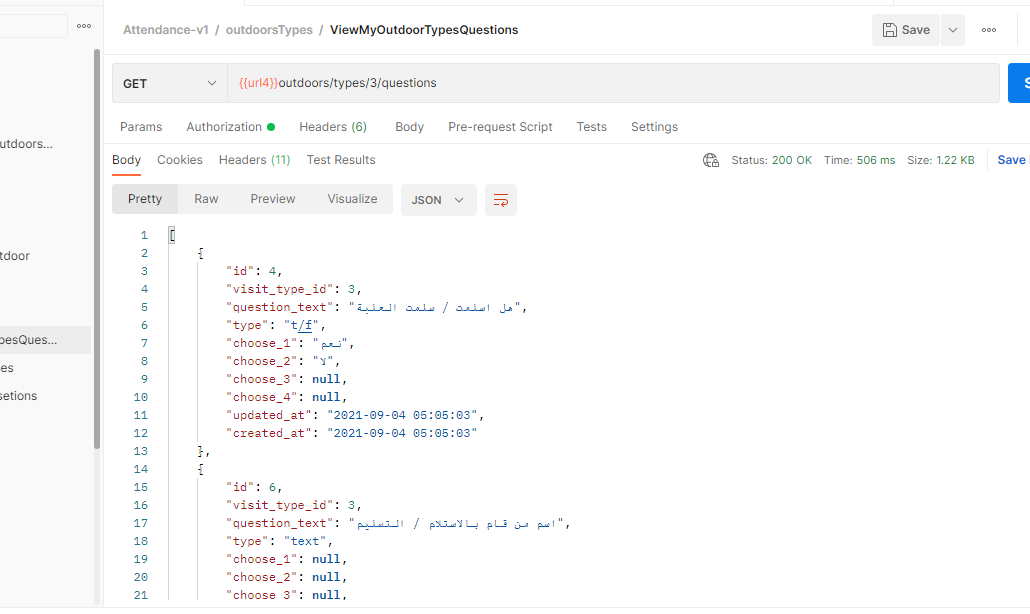 Attendance-v1 / outdoorsTypes / ViewMyOutdoorTypesQuestions
Save
GET
{{url4}}outdoors/types/3/questions
Params Authorization Headers (6) Body Pre-request Script Tests Settings
utdoors...
Body Cookies Headers (11) Test Results
Status: 200 OK Time: 506 ms Size: 1.22 KB
Save
Pretty Raw Preview Visualize
JSON
1 [
2 {
tdoor
3 "id": 4,
4 "visit_type_id": 3,
5 "question_text": "هل اسلمت / سلمت العلبة",
6 "type": "t/f",
pesQues...
7 "choose_1": "نعم",
8 "choose_2": "لا",
es
9 "choose_3": null,
setions
10 "choose_4": null,
11 "updated_at": "2021-09-04 05:05:03",
12 "created_at": "2021-09-04 05:05:03"
13 },
14 {
15 "id": 6,
16 "visit_type_id": 3,
17 "question_text": "اسم من قام بالاستلام / التسليم",
18 "type": "text",
19 "choose_1": null,
20 "choose_2": null,
21 "choose_3": null,